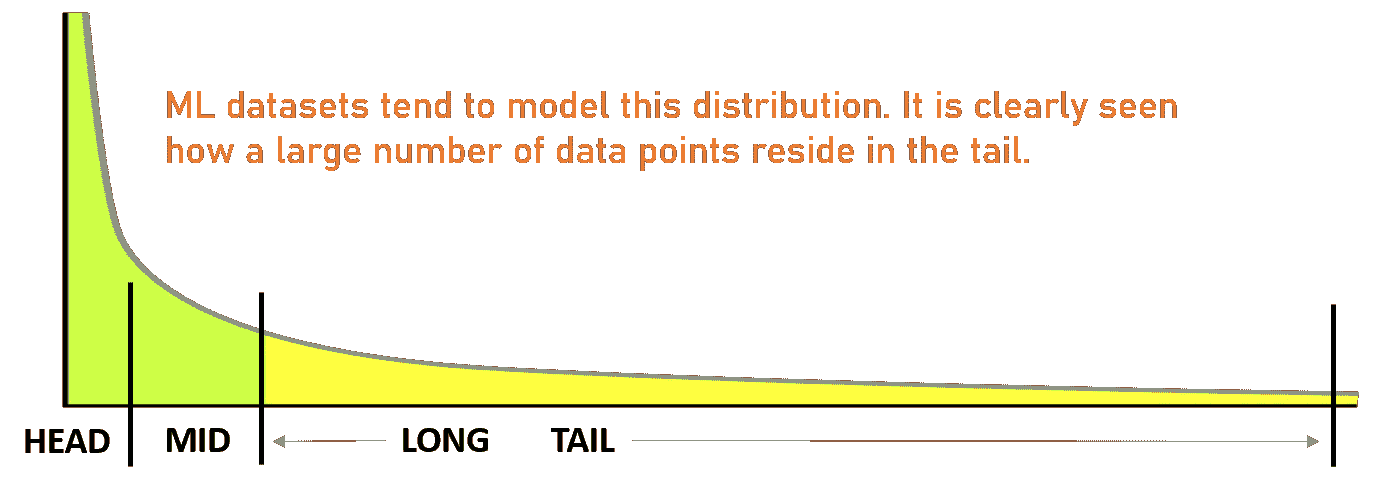 ML datasets tend to model this distribution. It is clearly seen
how a large number of data points reside in the tail.
HEAD MID LONG TAIL